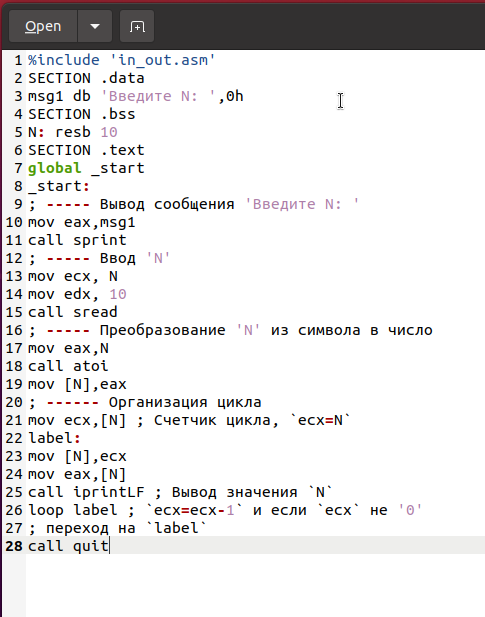 Open
1 %include 'in_out.asm'
2 SECTION .data
3 msg1 db 'Введите N: ',0h
4 SECTION .bss
5 N: resb 10
6 SECTION .text
7 global _start
8 _start:
9 ; ----- Вывод сообщения 'Введите N: '
10 mov eax,msg1
11 call sprint
12 ; ----- Ввод 'N'
13 mov ecx, N
14 mov edx, 10
15 call sread
16 ; ----- Преобразование 'N' из символа в число
17 mov eax,N
18 call atoi
19 mov [N],eax
20 ; ------ Организация цикла
21 mov ecx,[N] ; Счетчик цикла, `ecx=N`
22 label:
23 mov [N],ecx
24 mov eax,[N]
25 call iprintLF ; Вывод значения `N`
26 loop label ; `ecx=ecx-1` и если `ecx` не '0'
27 ; переход на `label`
28 call quit